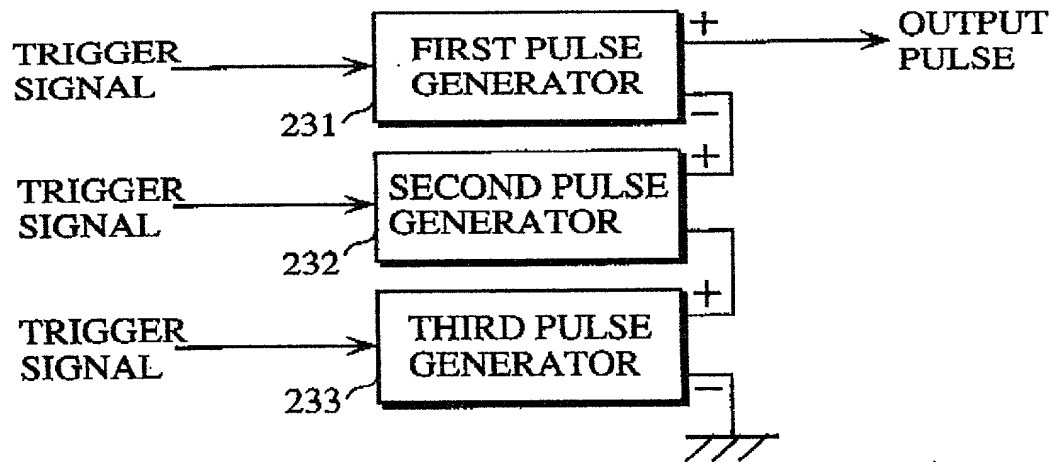 TRIGGER
SIGNAL
FIRST PULSE
GENERATOR
+
OUTPUT
PULSE
−
231
TRIGGER
SIGNAL
SECOND PULSE
GENERATOR
+
232
TRIGGER
SIGNAL
THIRD PULSE
GENERATOR
+
−
233